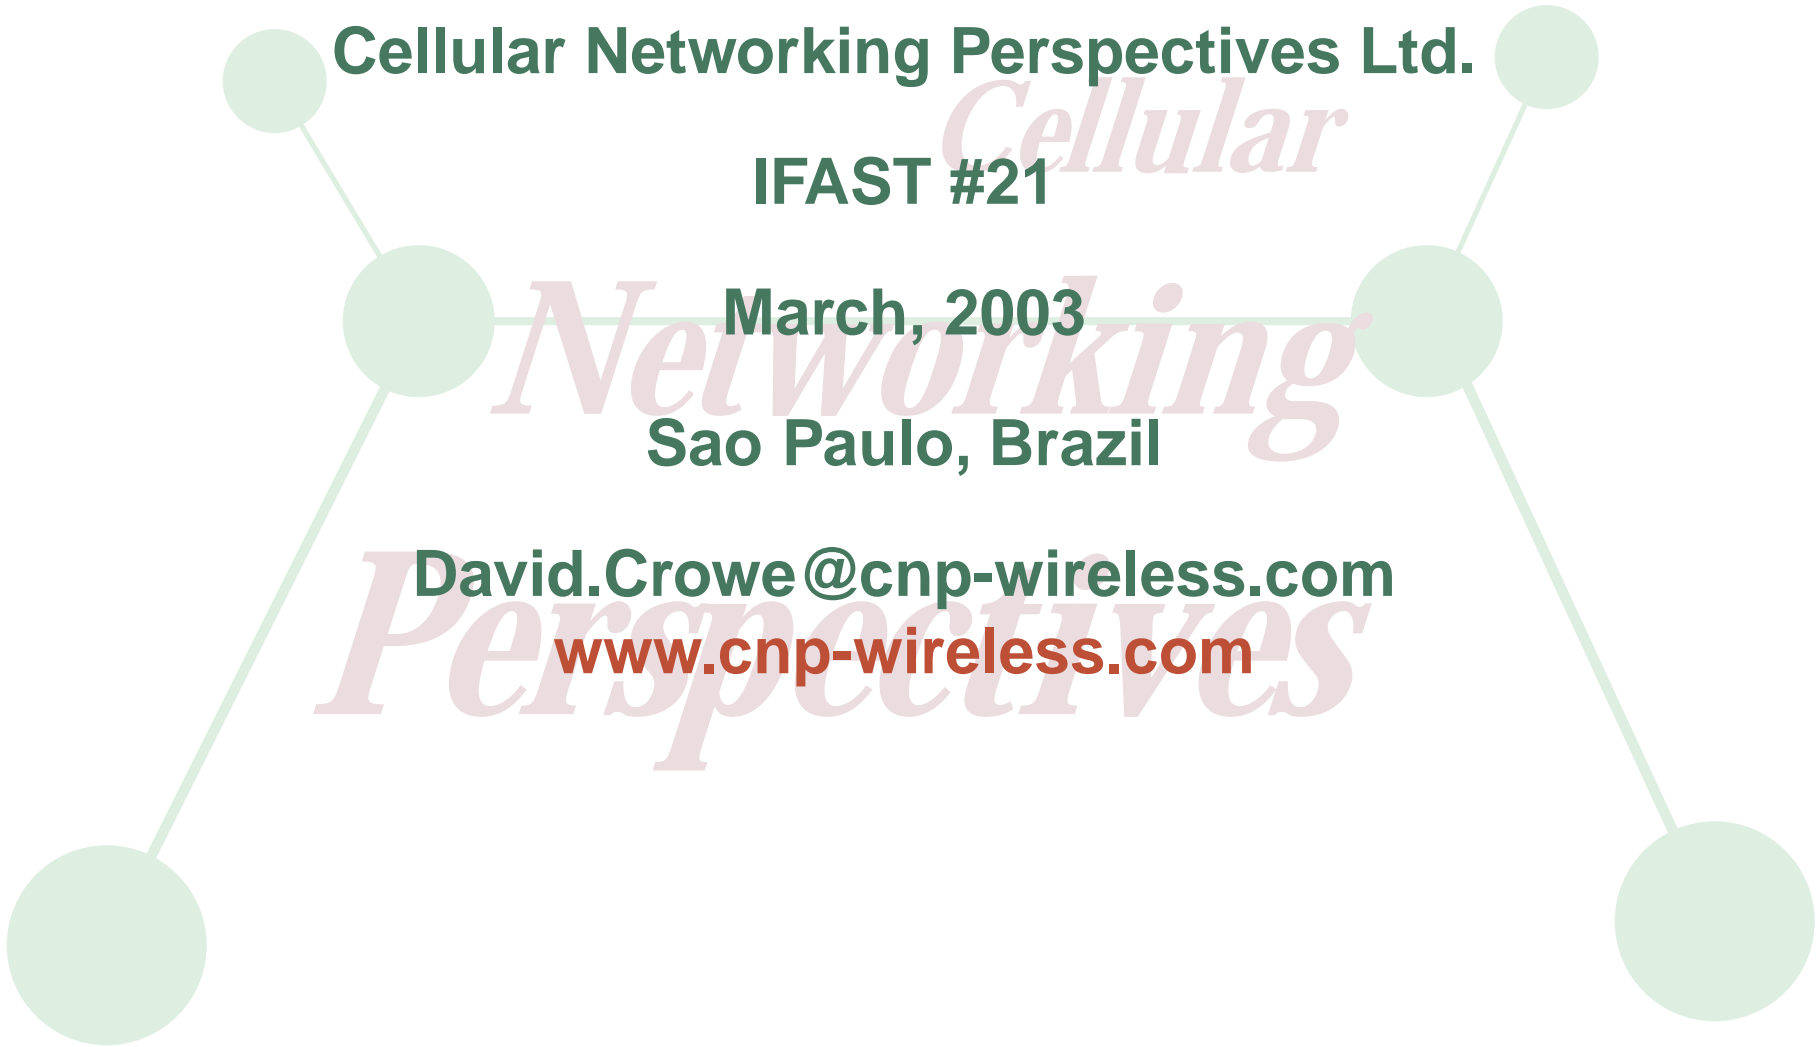 Cellular Networking Perspectives Ltd.
Cellular
IFAST #21
Networking
March, 2003
Sao Paulo, Brazil
Perspectives
David.Crowe@cnp-wireless.com
www.cnp-wireless.com